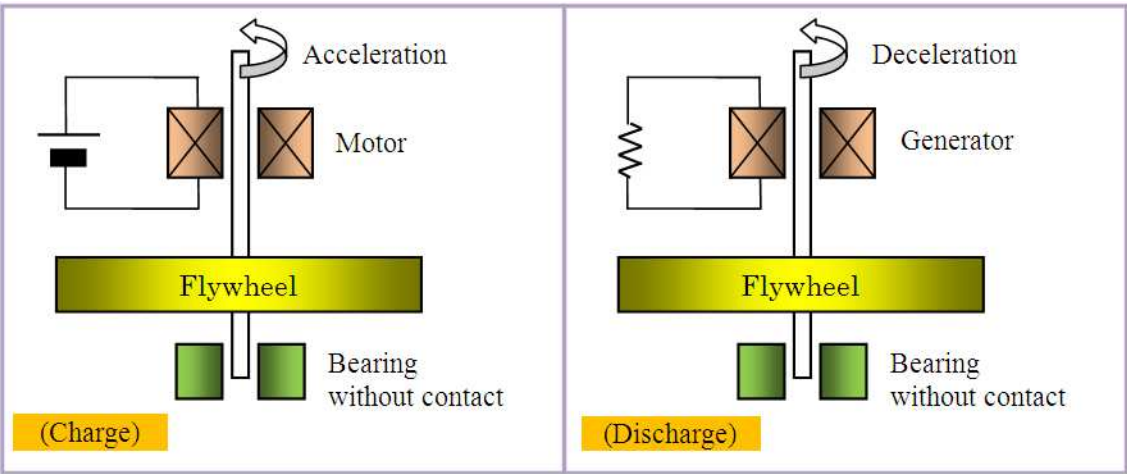 Acceleration
Motor
Flywheel
Bearing
without contact
(Charge)
Deceleration
Generator
Flywheel
Bearing
without contact
(Discharge)